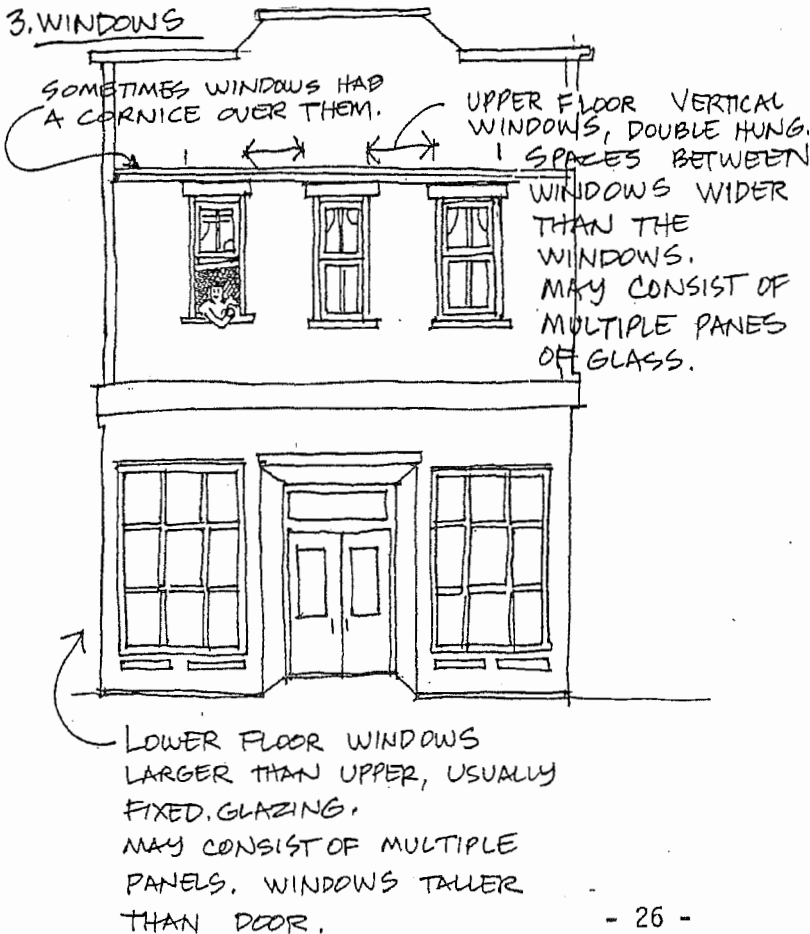 3. WINDOWS
SOMETIMES WINDOWS HAD
A CORNICE OVER THEM.
UPPER FLOOR VERTICAL
WINDOWS, DOUBLE HUNG.
SPACES BETWEEN
WINDOWS WIDER
THAN THE
WINDOWS.
MAY CONSIST OF
MULTIPLE PANES
OF GLASS.
LOWER FLOOR WINDOWS
LARGER THAN UPPER, USUALLY
FIXED. GLAZING.
MAY CONSIST OF MULTIPLE
PANELS. WINDOWS TALLER
THAN DOOR.
- 26 -